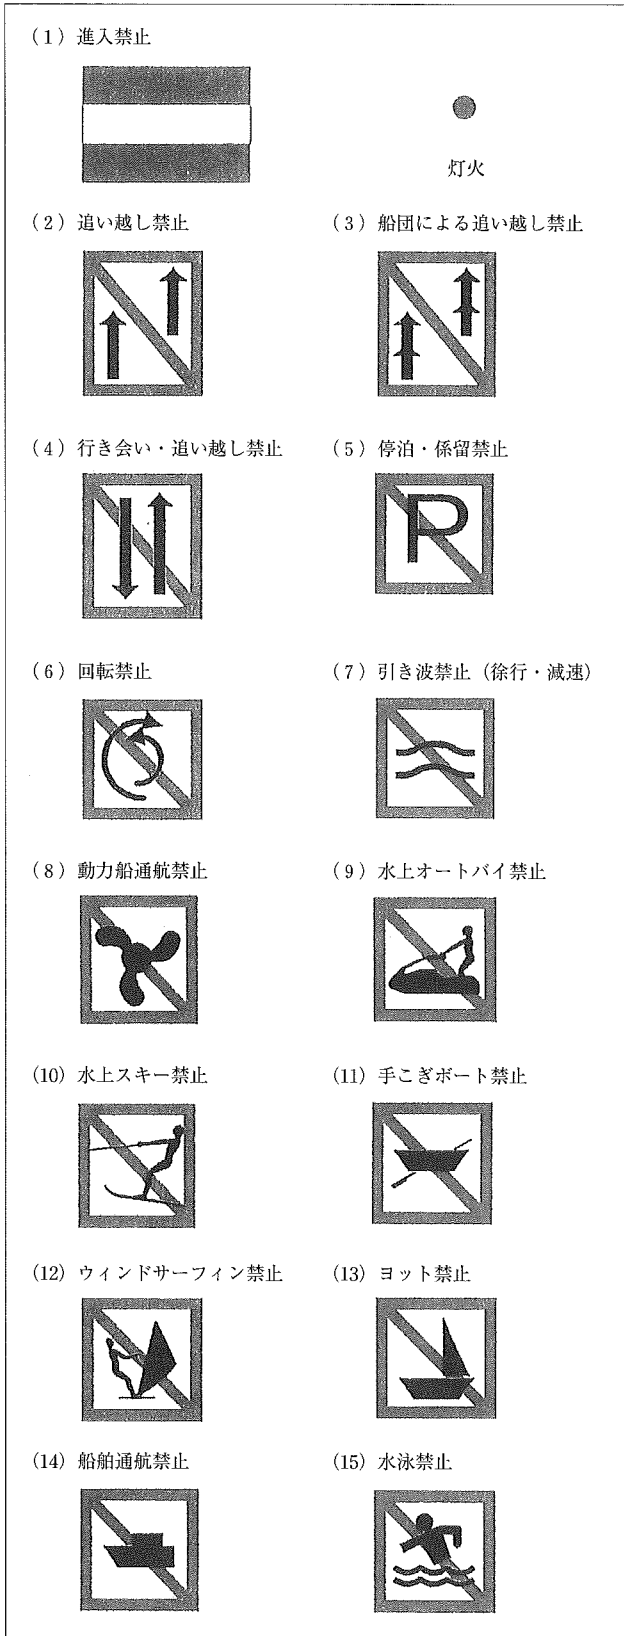 (1) 進入禁止
灯火
(2) 追い越し禁止
(3) 船団による追い越し禁止
(4) 行き会い・追い越し禁止
(5) 停泊・係留禁止
P
(6) 回転禁止
(7) 引き波禁止 (徐行・減速)
(8) 動力船通航禁止
(9) 水上オートバイ禁止
(10) 水上スキー禁止
(11) 手こぎボート禁止
(12) ウィンドサーフィン禁止
(13) ヨット禁止
(14) 船舶通航禁止
(15) 水泳禁止